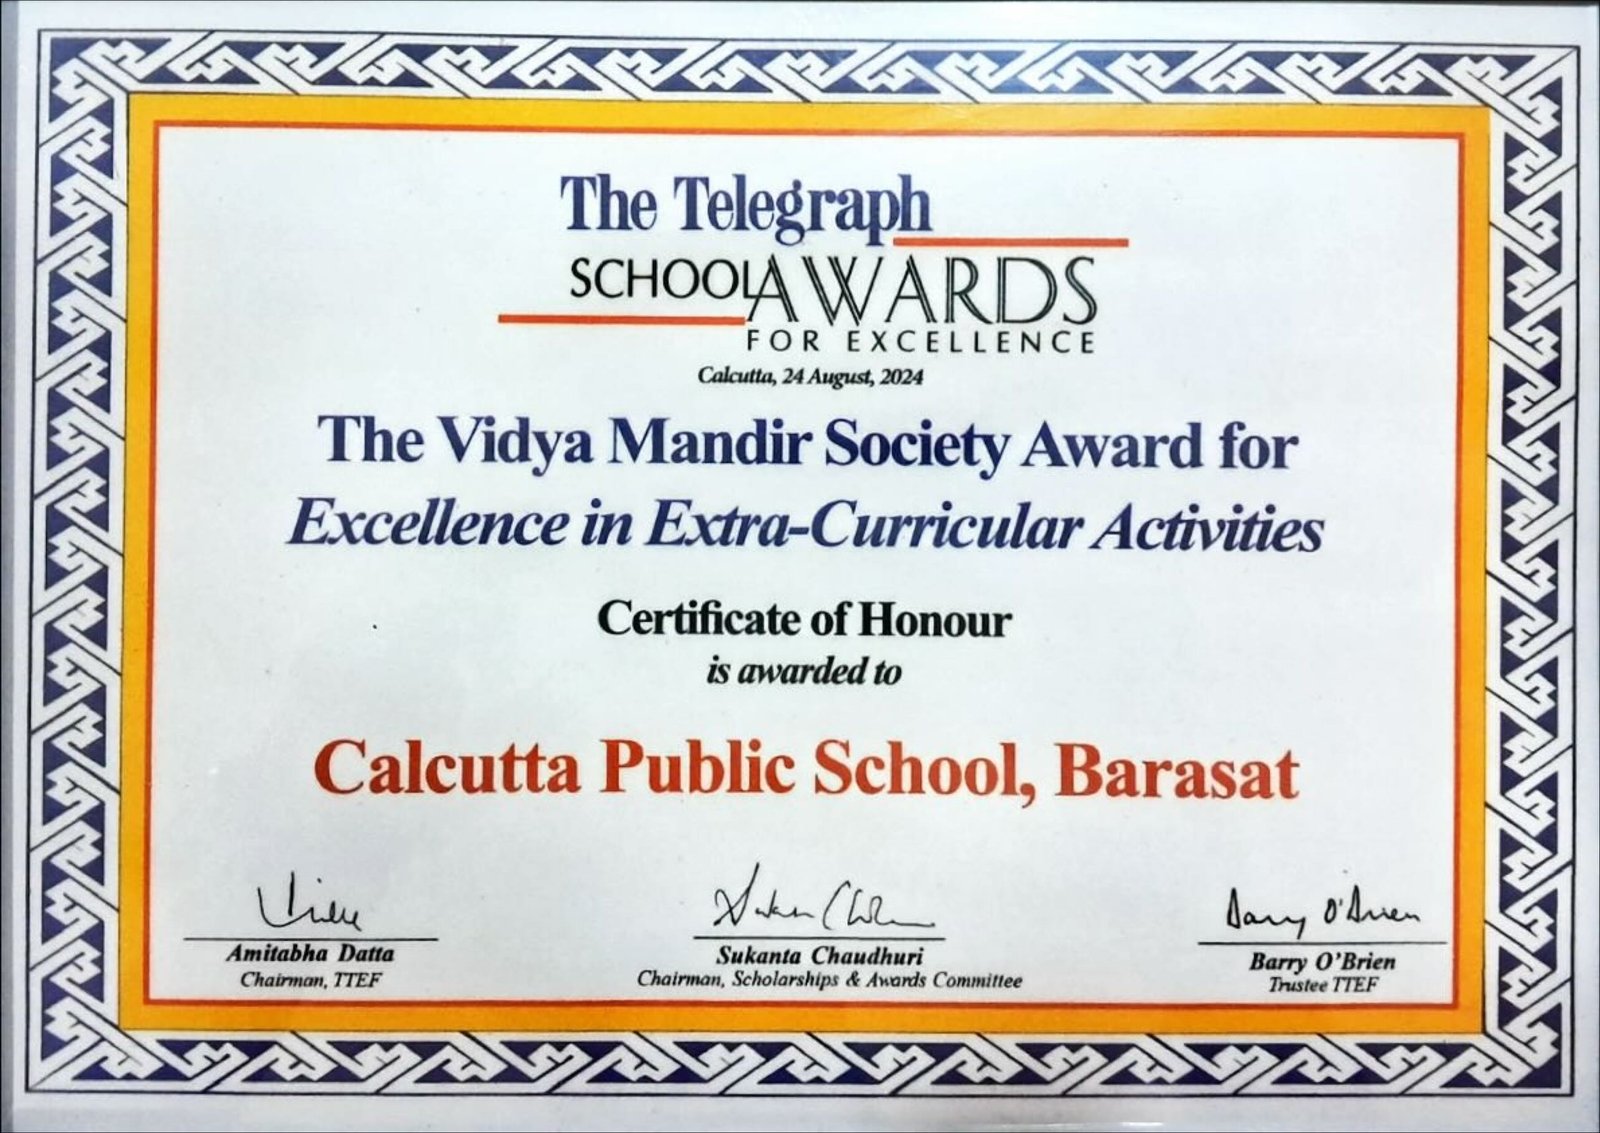 The Telegraph
SCHOOL AWARDS
FOR EXCELLENCE
Calcutta, 24 August, 2024
The Vidya Mandir Society Award for
Excellence in Extra-Curricular Activities
Certificate of Honour
is awarded to
Calcutta Public School, Barasat
Barry O'Brien
Amitabha Datta
Chairman, TTEF
Sukanta Chaudhuri
Chairman, Scholarships & Awards Committee
Barry O'Brien
Trustee TTEF